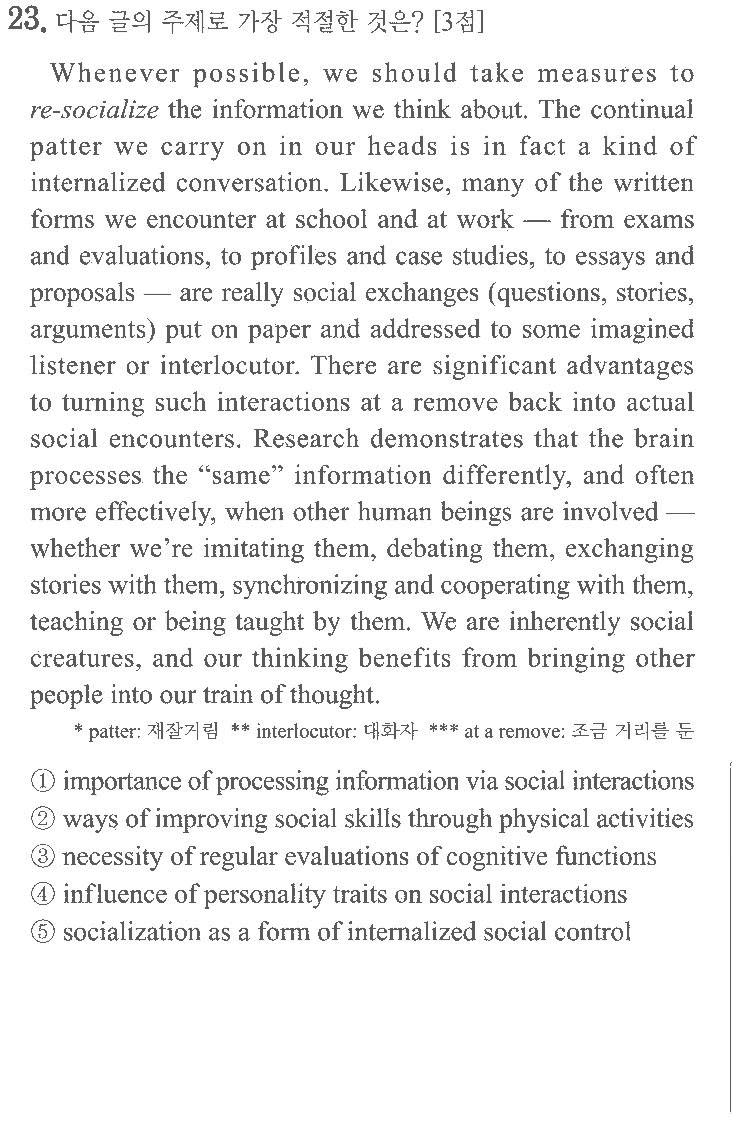 23. 다음 글의 주제로 가장 적절한 것은? [3점]
Whenever possible, we should take measures to
re-socialize the information we think about. The continual
patter we carry on in our heads is in fact a kind of
internalized conversation. Likewise, many of the written
forms we encounter at school and at work — from exams
and evaluations, to profiles and case studies, to essays and
proposals — are really social exchanges (questions, stories,
arguments) put on paper and addressed to some imagined
listener or interlocutor. There are significant advantages
to turning such interactions at a remove back into actual
social encounters. Research demonstrates that the brain
processes the “same” information differently, and often
more effectively, when other human beings are involved —
whether we’re imitating them, debating them, exchanging
stories with them, synchronizing and cooperating with them,
teaching or being taught by them. We are inherently social
creatures, and our thinking benefits from bringing other
people into our train of thought.
* patter: 재잘거림 ** interlocutor: 대화자 *** at a remove: 조금 거리를 둔
① importance of processing information via social interactions
② ways of improving social skills through physical activities
③ necessity of regular evaluations of cognitive functions
④ influence of personality traits on social interactions
⑤ socialization as a form of internalized social control